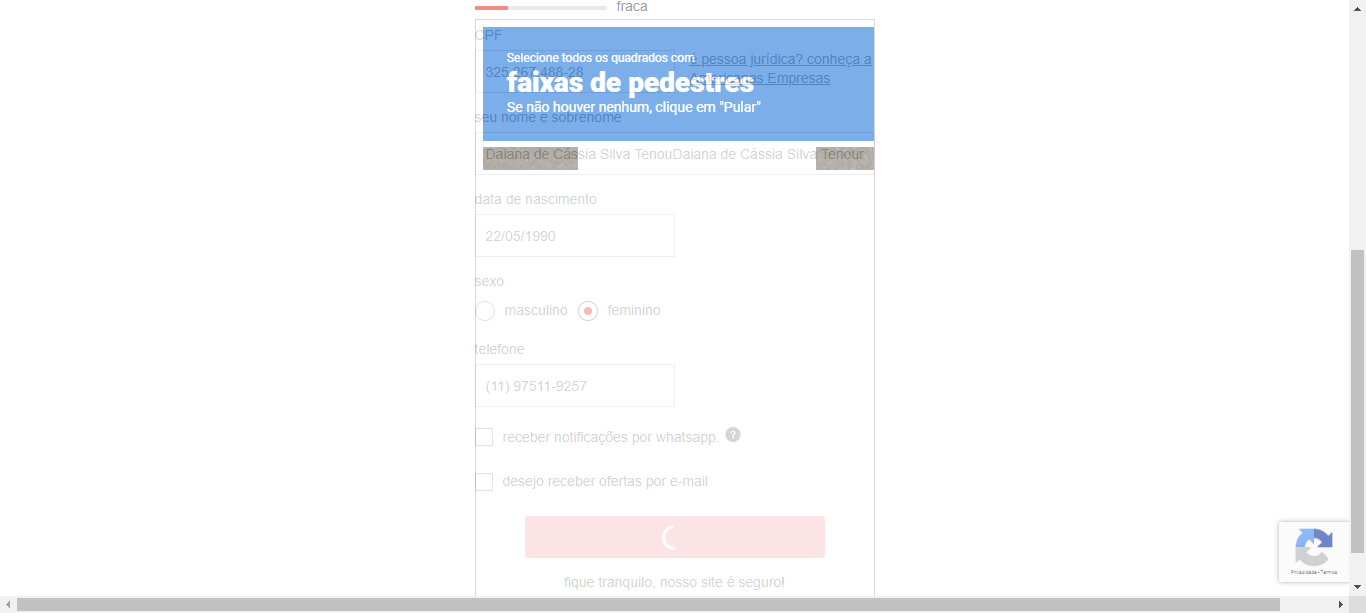 fraca
CPF
Selecione todos os quadrados com
É pessoa jurídica? conheça a
325.267.488-28
faixas de pedestres
Americanas Empresas
Se não houver nenhum, clique em "Pular"
seu nome e sobrenome
Daiana de Cássia Silva TenouDaiana de Cássia Silva Tenour
data de nascimento
22/05/1990
sexo
masculino feminino
telefone
(11) 97511-9257
receber notificações por whatsapp. ?
desejo receber ofertas por e-mail
fique tranquilo, nosso site é seguro!
Privacidade - Termos